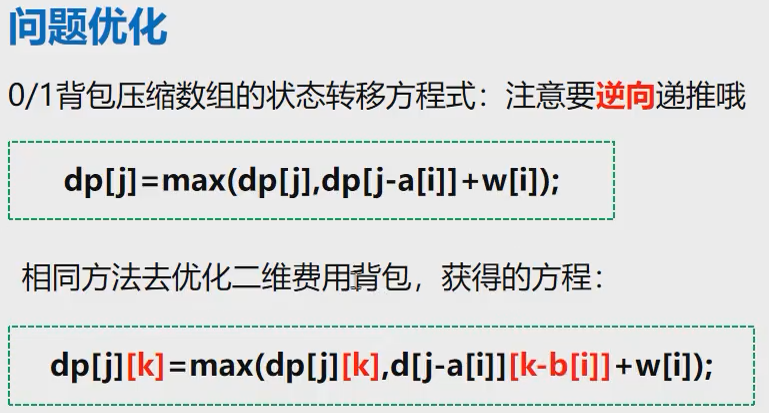 问题优化
0/1背包压缩数组的状态转移方程式：注意要逆向递推哦
dp[j]=max(dp[j],dp[j-a[i]]+w[i]);
相同方法去优化二维费用背包，获得的方程：
dp[j][k]=max(dp[j][k],d[j-a[i]][k-b[i]]+w[i]);